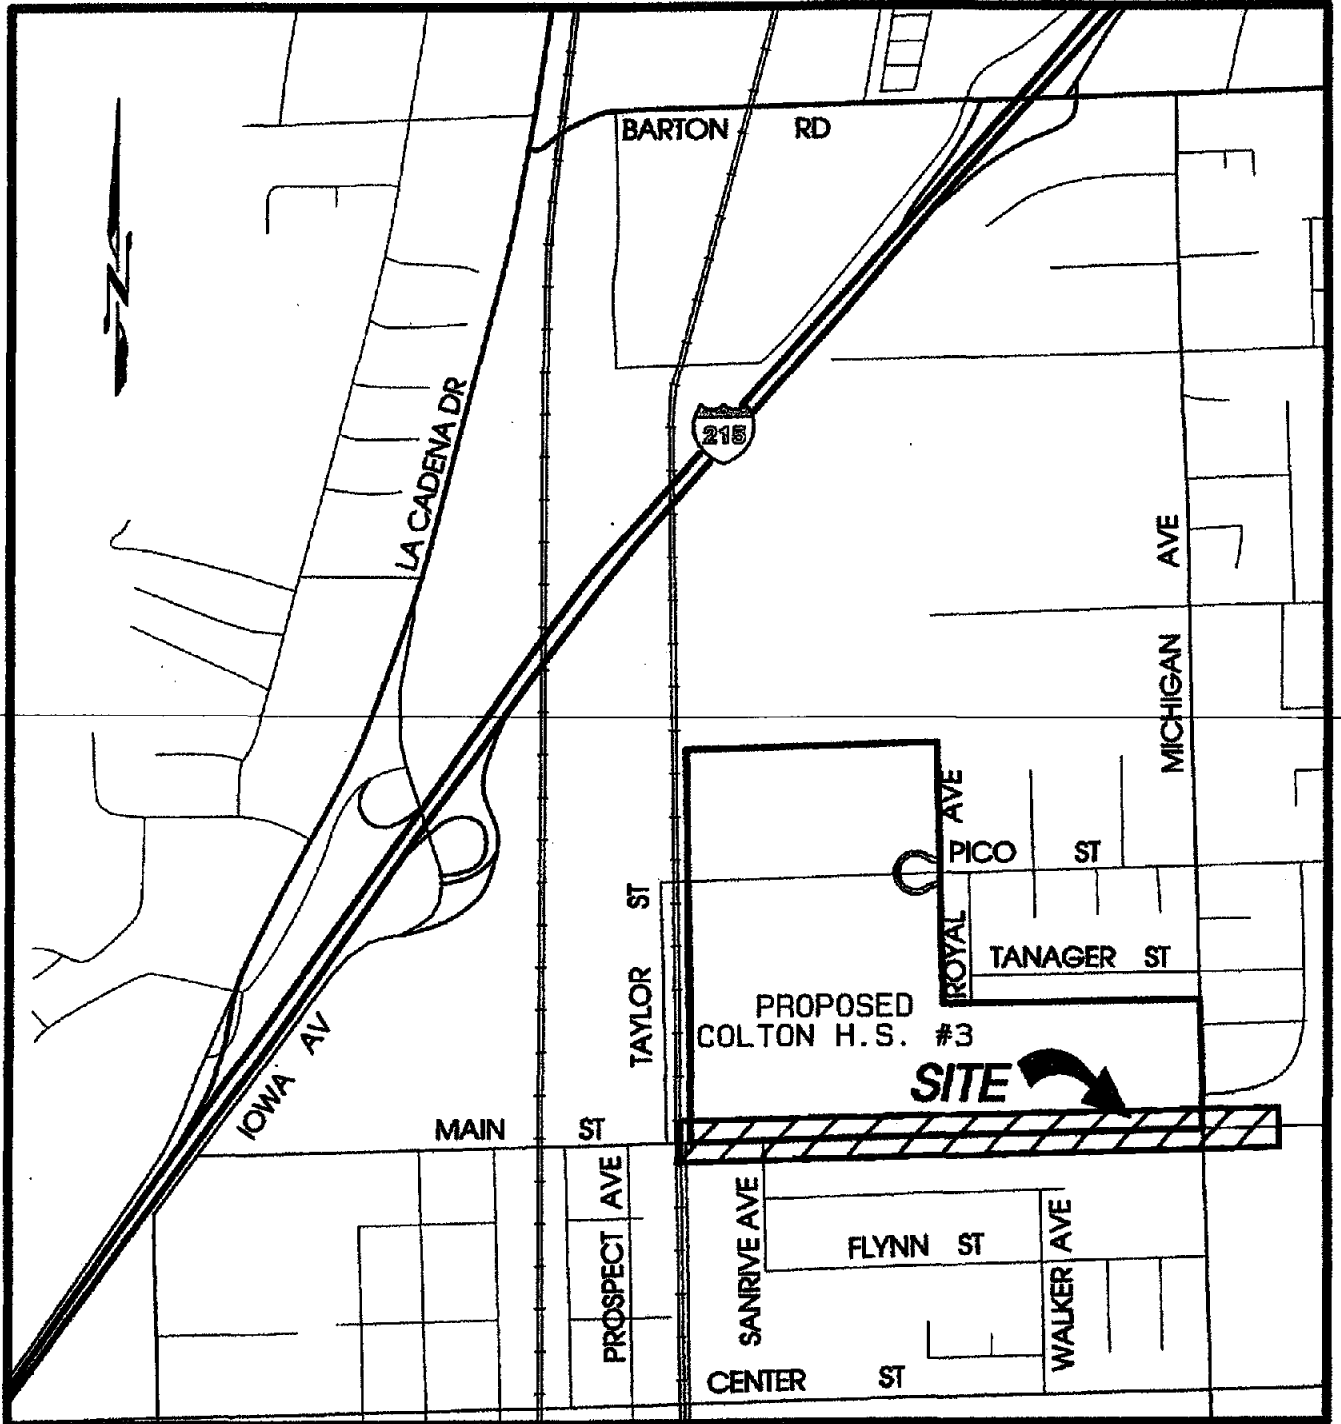 BARTON RD
N
LA CADENA DR
215
MICHIGAN AVE
ROYAL AVE
PICO ST
TAYLOR ST
TANAGER ST
PROPOSED
COLTON H.S. #3
SITE
IOWA AV
MAIN ST
PROSPECT AVE
SANRIVE AVE
FLYNN ST
WALKER AVE
CENTER ST